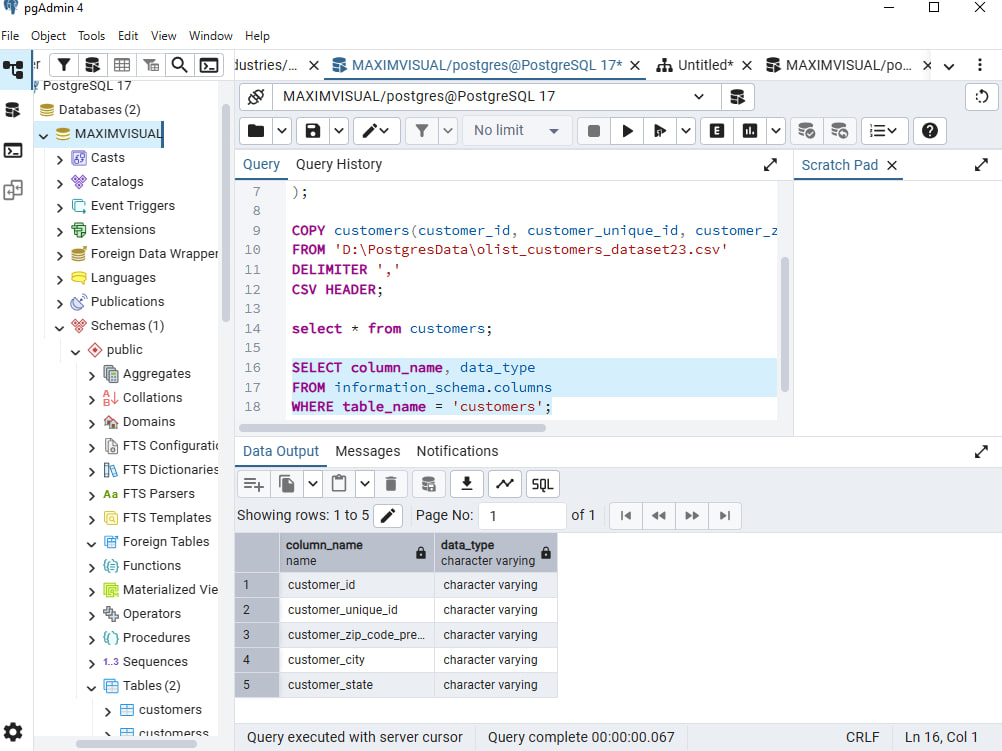 pgAdmin 4
File Object Tools Edit View Window Help
er
PostgreSQL 17
Databases (2)
MAXIMVISUAL
Casts
Catalogs
Event Triggers
Extensions
Foreign Data Wrapper
Languages
Publications
Schemas (1)
public
Aggregates
Collations
Domains
FTS Configuratio
FTS Dictionaries
FTS Parsers
FTS Templates
Foreign Tables
Functions
Materialized Vie
Operators
Procedures
Sequences
Tables (2)
customers
customerss
dustries/...
MAXIMVISUAL/postgres@PostgreSQL 17*
Untitled*
MAXIMVISUAL/po...
MAXIMVISUAL/postgres@PostgreSQL 17
No limit
E
Query Query History
Scratch Pad
7 );
8
9 COPY customers(customer_id, customer_unique_id, customer_z
10 FROM 'D:\PostgresData\olist_customers_dataset23.csv'
11 DELIMITER ','
12 CSV HEADER;
13
14 select * from customers;
15
16 SELECT column_name, data_type
17 FROM information_schema.columns
18 WHERE table_name = 'customers';
Data Output Messages Notifications
SQL
Showing rows: 1 to 5 Page No: 1 of 1
column_name data_type
name character varying
1 customer_id character varying
2 customer_unique_id character varying
3 customer_zip_code_pre... character varying
4 customer_city character varying
5 customer_state character varying
Query executed with server cursor Query complete 00:00:00.067 CRLF Ln 16, Col 1